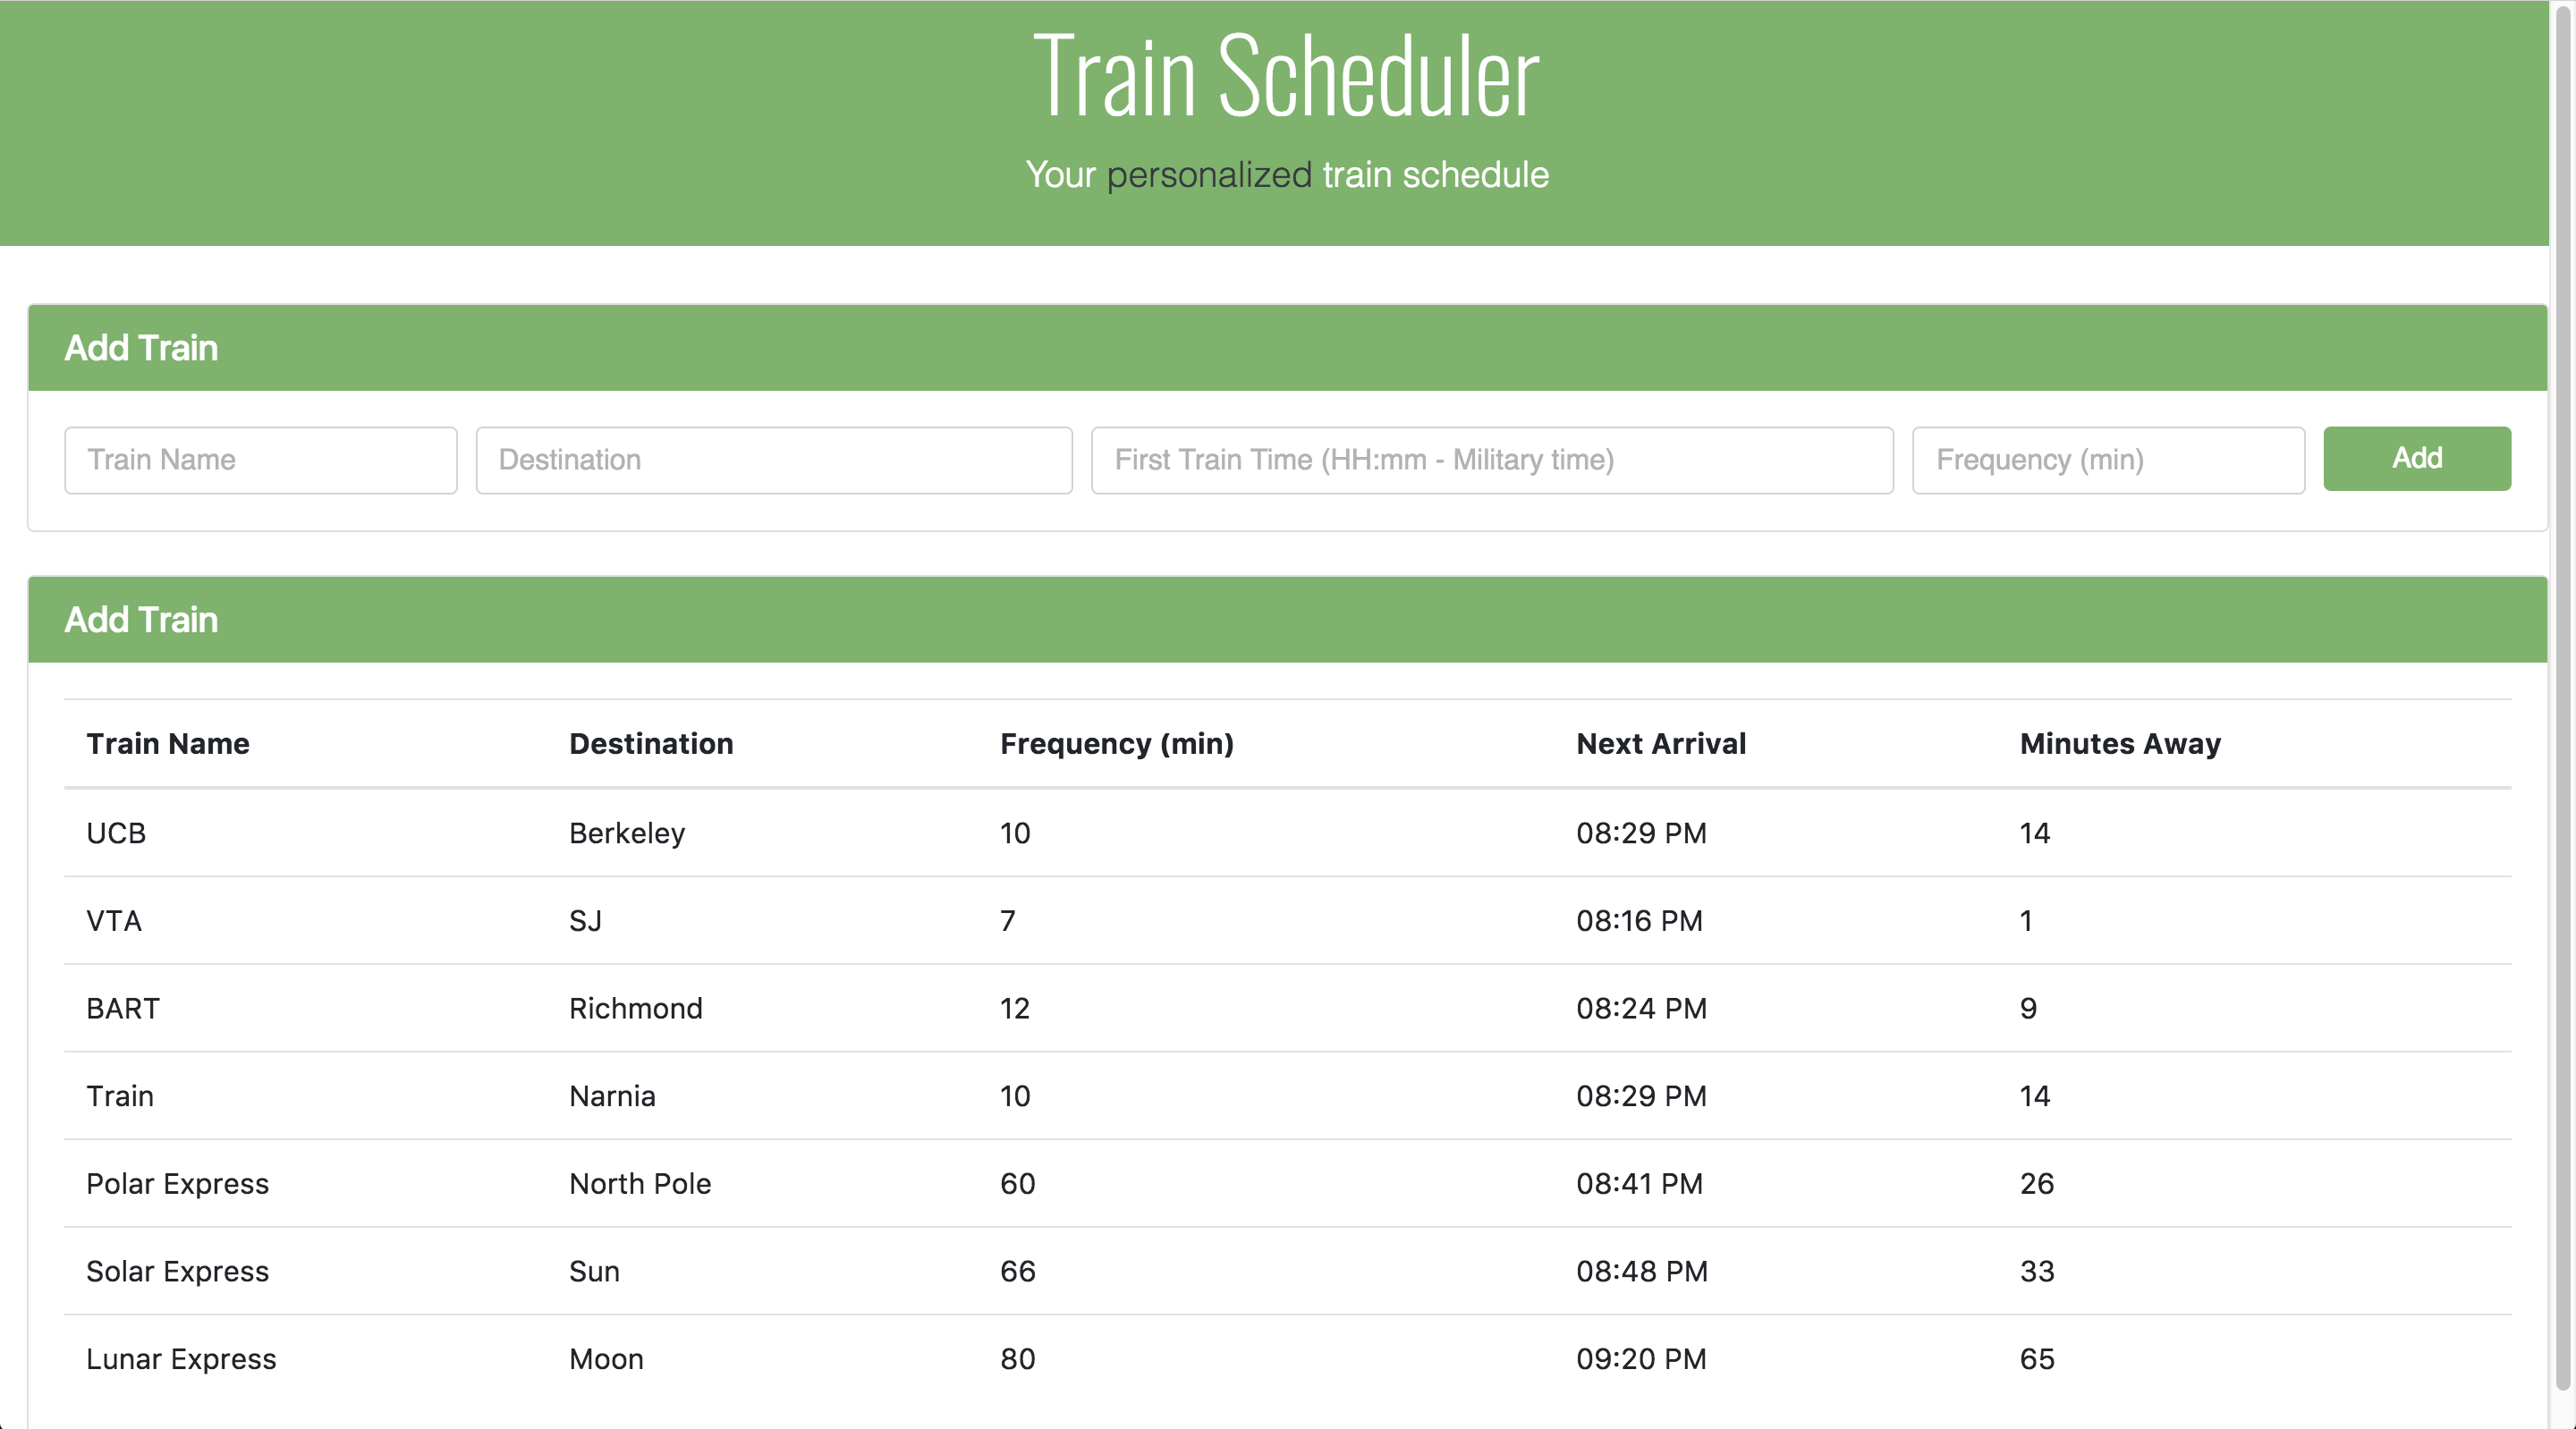 Train Scheduler
Your personalized train schedule
Add Train
Train Name Destination First Train Time (HH:mm - Military time) Frequency (min) Add
Add Train
Train Name Destination Frequency (min) Next Arrival Minutes Away
UCB Berkeley 10 08:29 PM 14
VTA SJ 7 08:16 PM 1
BART Richmond 12 08:24 PM 9
Train Narnia 10 08:29 PM 14
Polar Express North Pole 60 08:41 PM 26
Solar Express Sun 66 08:48 PM 33
Lunar Express Moon 80 09:20 PM 65